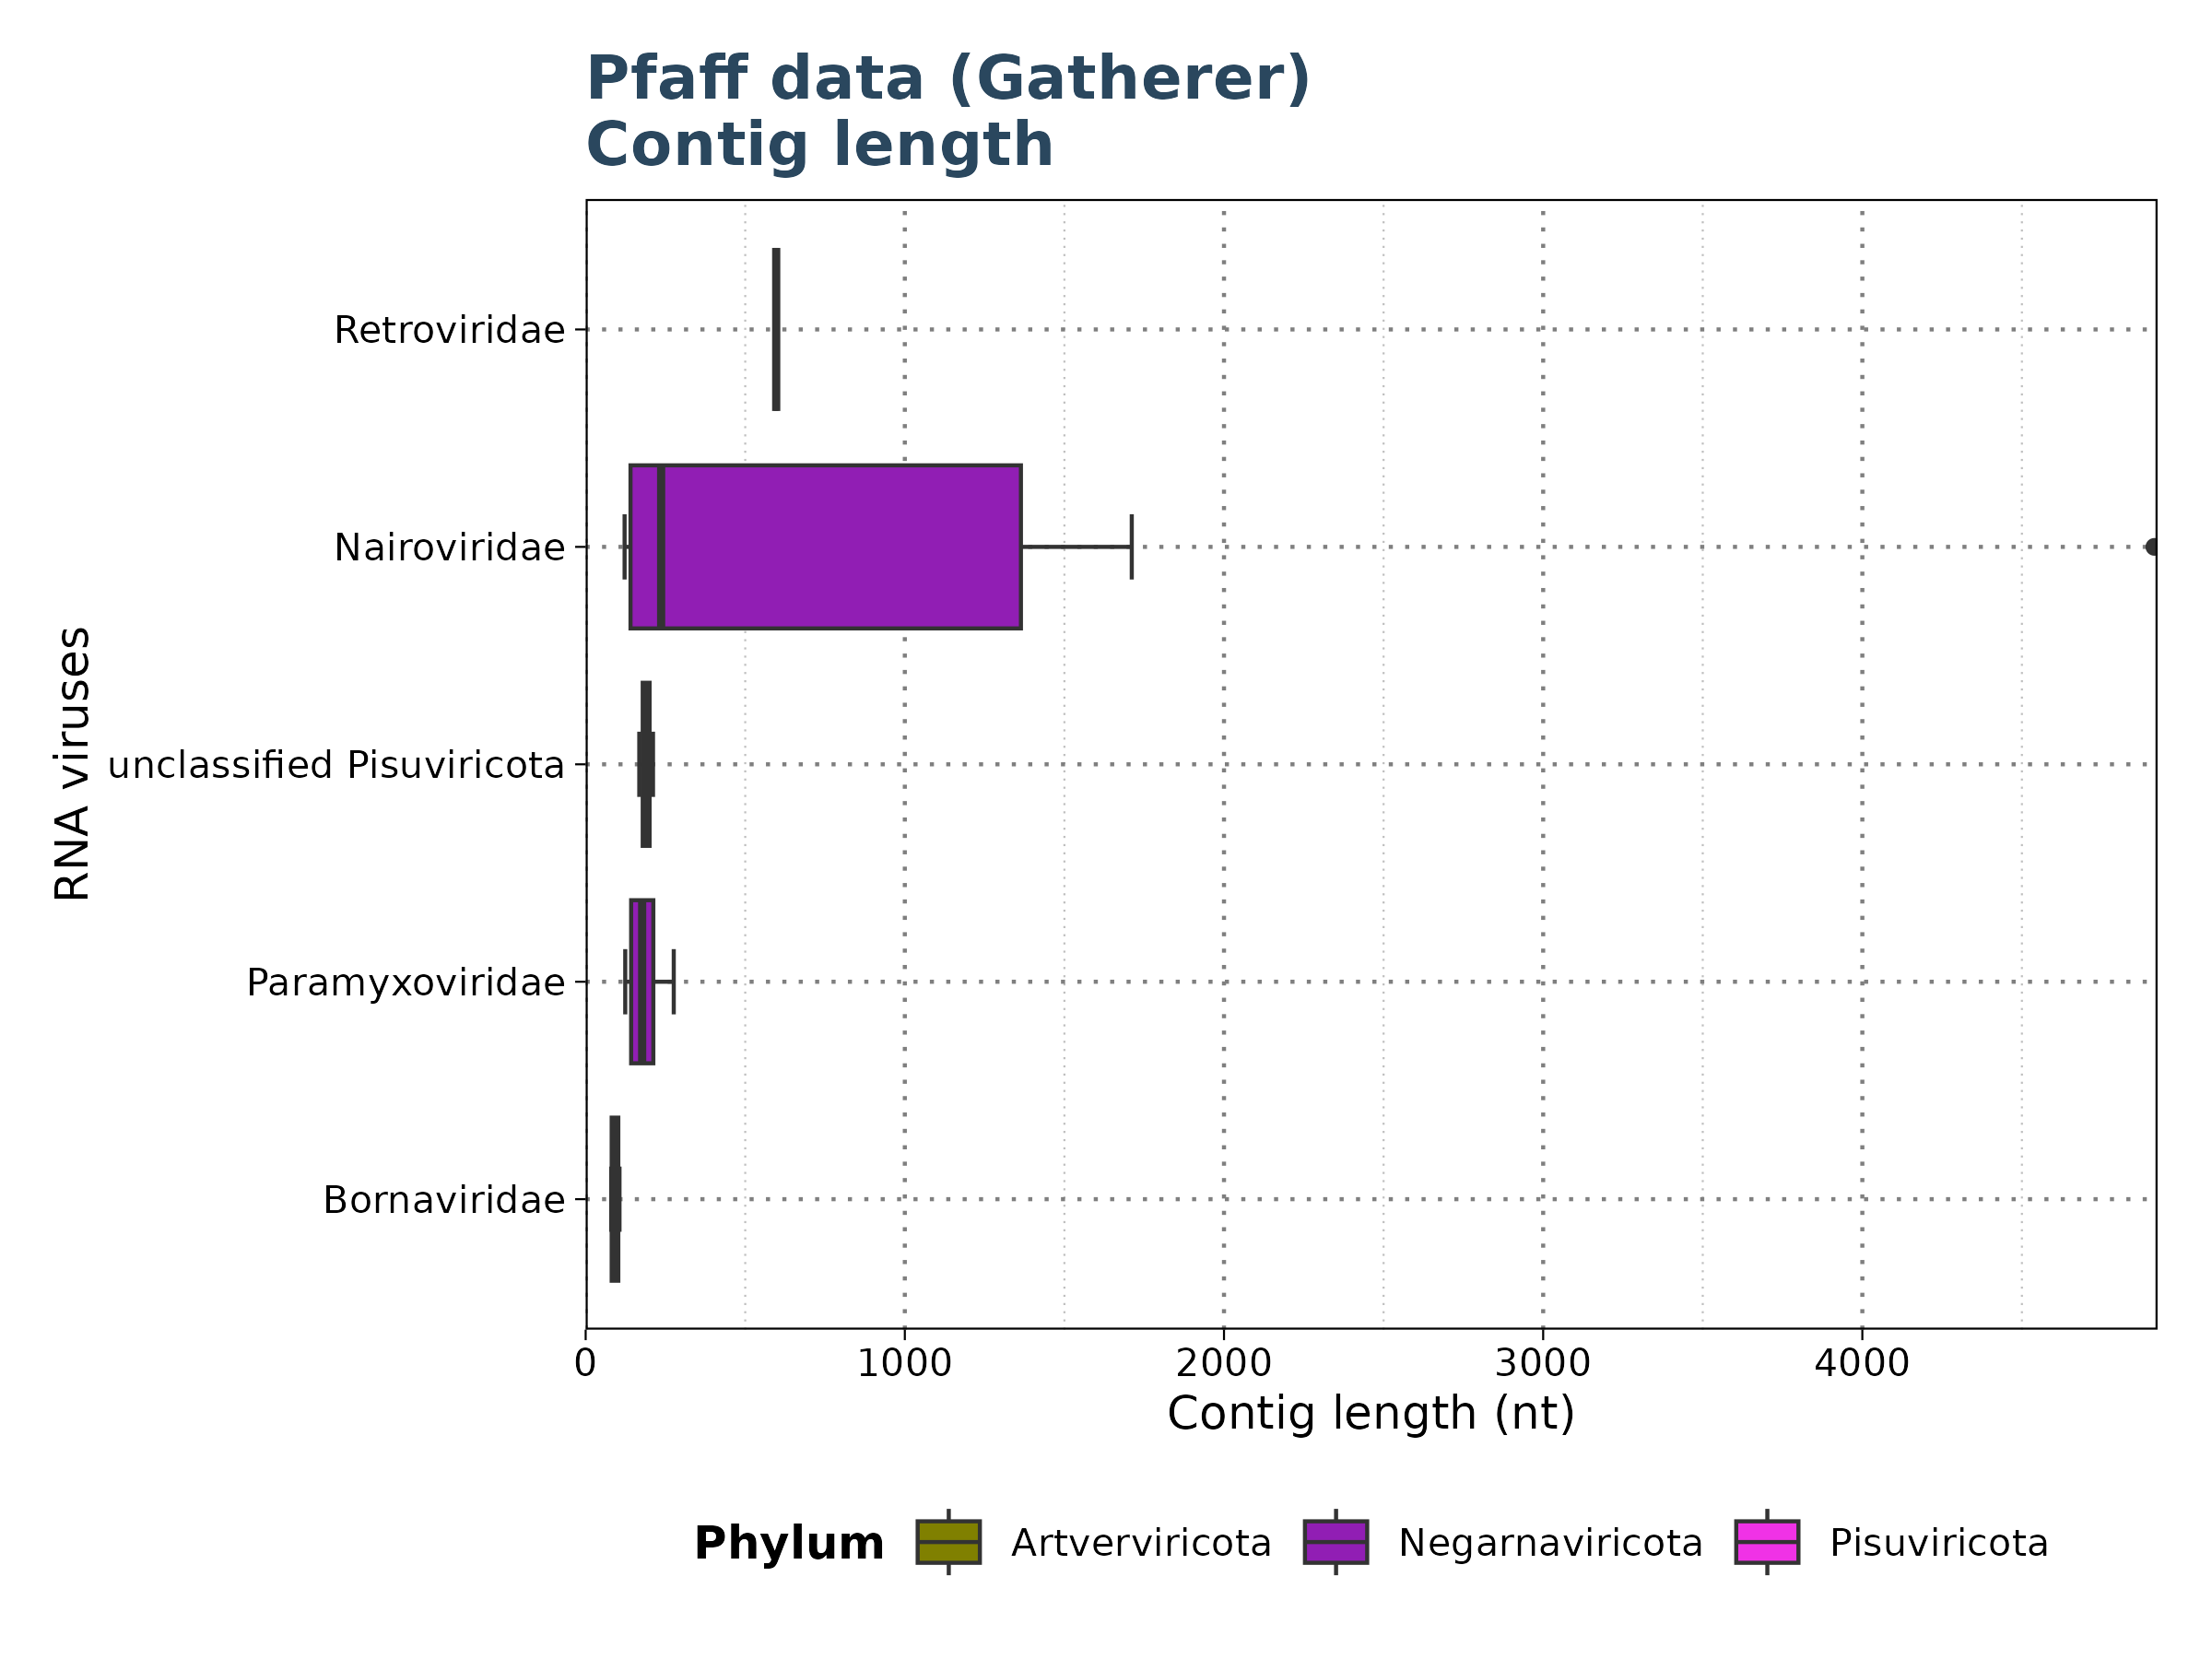 Pfaff data (Gatherer)
Contig length
RNA viruses
Retroviridae
Nairoviridae
unclassified Pisuviricota
Paramyxoviridae
Bornaviridae
0 1000 2000 3000 4000
Contig length (nt)
Phylum Artverviricota Negarnaviricota Pisuviricota